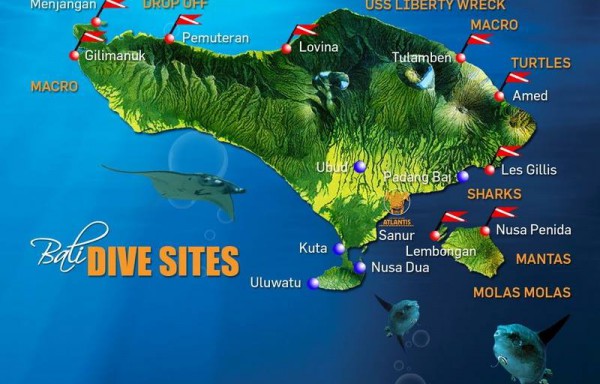 Menjangan
DROP OFF
USS LIBERTY WRECK
MACRO
Pemuteran
Lovina
Gilimanuk
Tulamben
TURTLES
MACRO
Amed
Ubud
Padang Bai
Les Gillis
SHARKS
ATLANTIS
Sanur
Nusa Penida
Lembongan
Bali DIVE SITES
Kuta
MANTAS
Nusa Dua
Uluwatu
MOLAS MOLAS